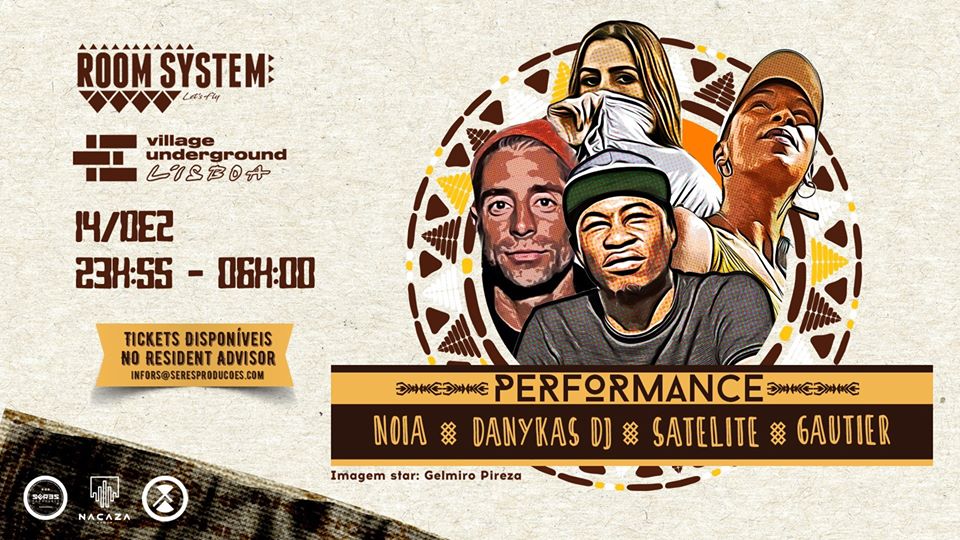 ROOM SYSTEM
Let's fly
village
underground
LISBOA
14/DEZ
23H:55 - 06H:00
TICKETS DISPONÍVEIS
NO RESIDENT ADVISOR
INFORS@SERESPRODUCOES.COM
PERFORMANCE
NOIA DANYKAS DJ SATELITE GAUTIER
Imagem star: Gelmiro Pireza
SERES
NACAZA